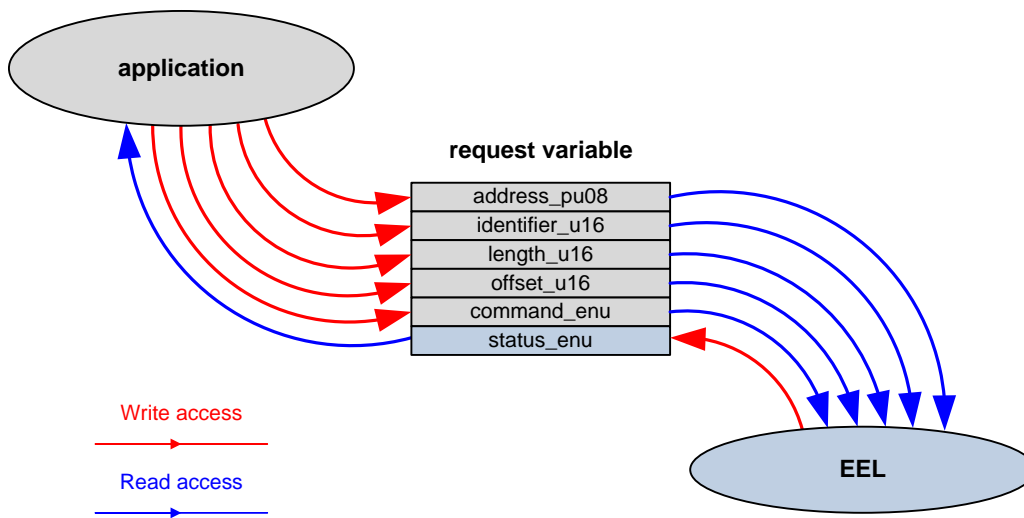 application
request variable
address_pu08
identifier_u16
length_u16
offset_u16
command_enu
status_enu
Write access
Read access
EEL